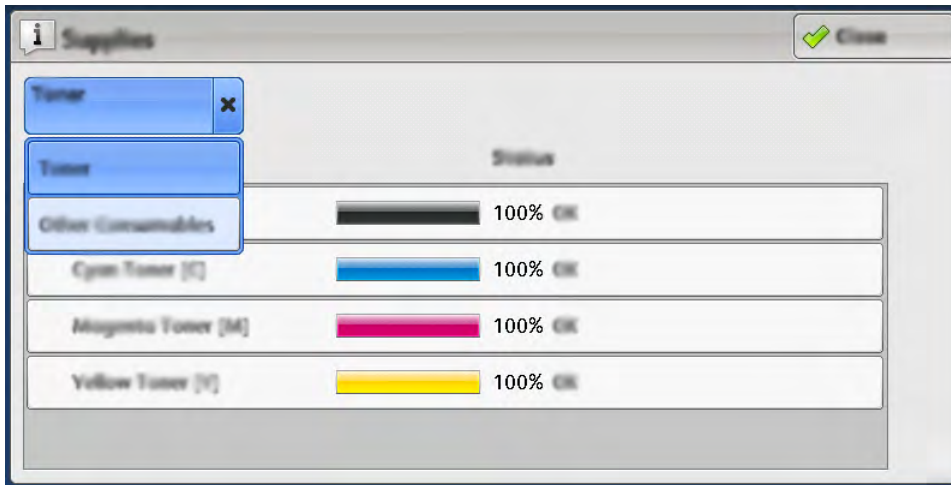 Supplies
Close
Toner
Status
Toner
100% OK
Other Consumables
Cyan Toner [C]
100% OK
Magenta Toner [M]
100% OK
Yellow Toner [Y]
100% OK